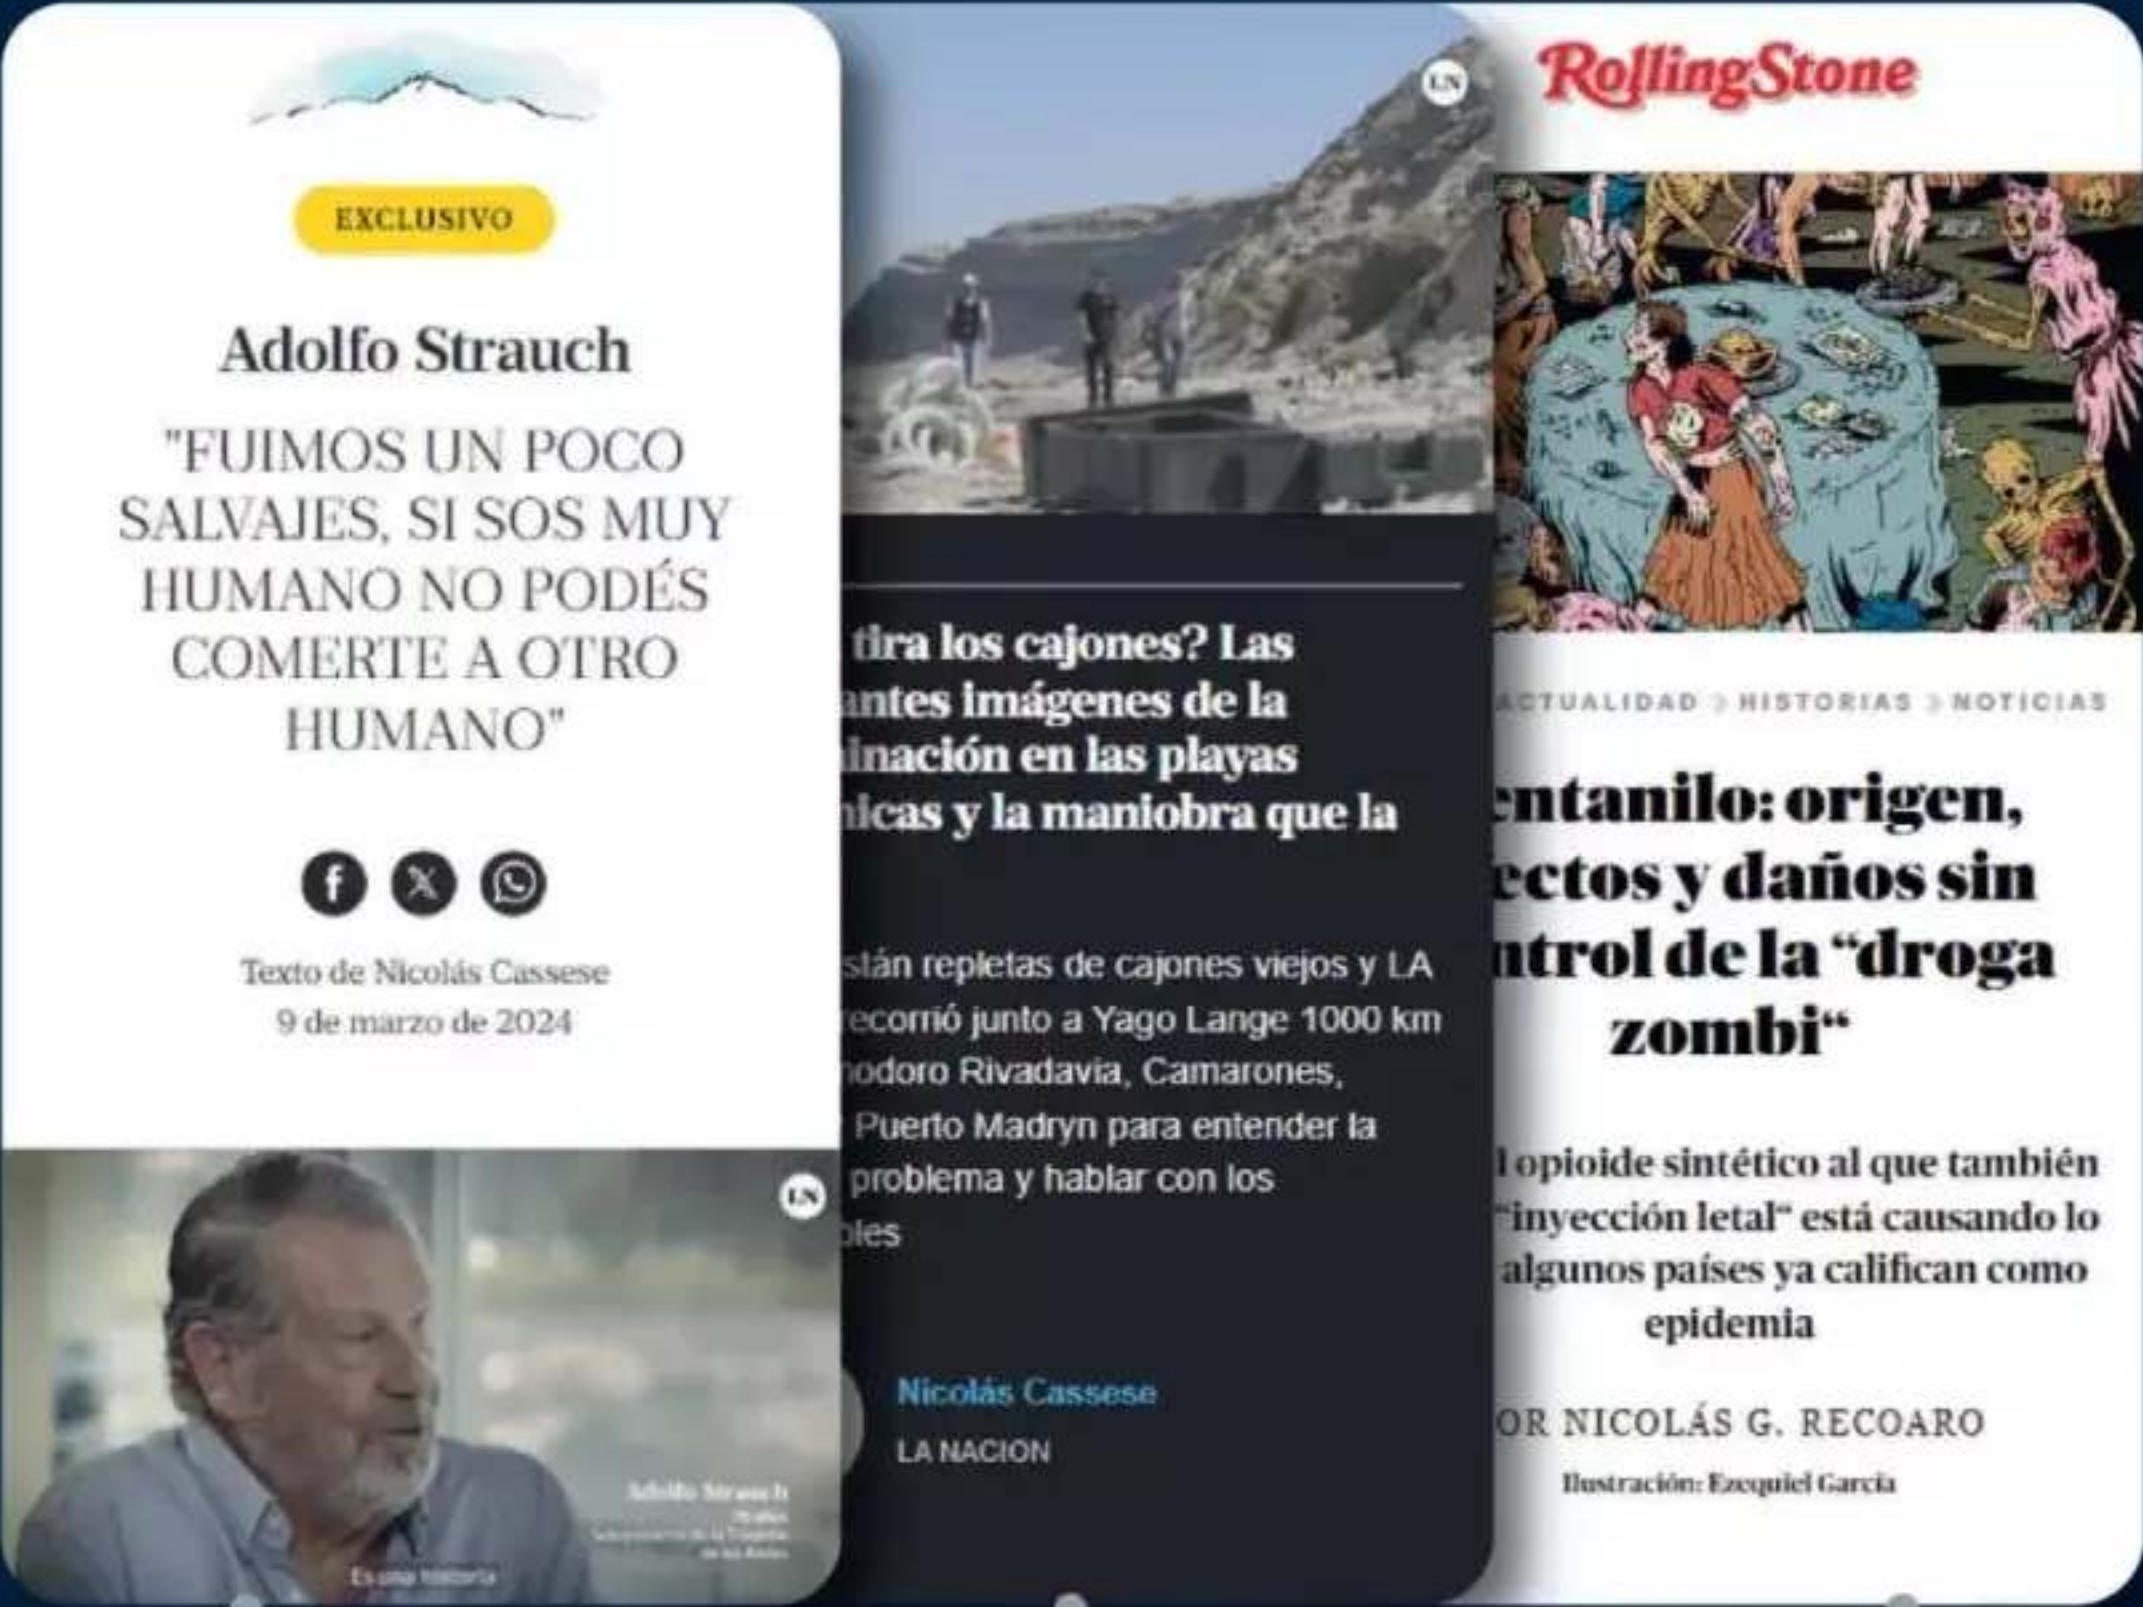 EXCLUSIVO
Adolfo Strauch
"FUIMOS UN POCO
SALVAJES, SI SOS MUY
HUMANO NO PODÉS
COMERTE A OTRO
HUMANO"
Texto de Nicolás Cassese
9 de marzo de 2024
LN
Adolfo Strauch
Es una historia
LN
tira los cajones? Las
antes imágenes de la
inación en las playas
nicas y la maniobra que la
stán repletas de cajones viejos y LA
recorrió junto a Yago Lange 1000 km
nodoro Rivadavia, Camarones,
Puerto Madryn para entender la
problema y hablar con los
bles
Nicolás Cassese
LA NACION
RollingStone
ACTUALIDAD > HISTORIAS > NOTICIAS
entanilo: origen,
ectos y daños sin
ntrol de la “droga
zombi“
l opioide sintético al que también
“inyección letal“ está causando lo
algunos países ya califican como
epidemia
OR NICOLÁS G. RECOARO
Ilustración: Ezequiel García